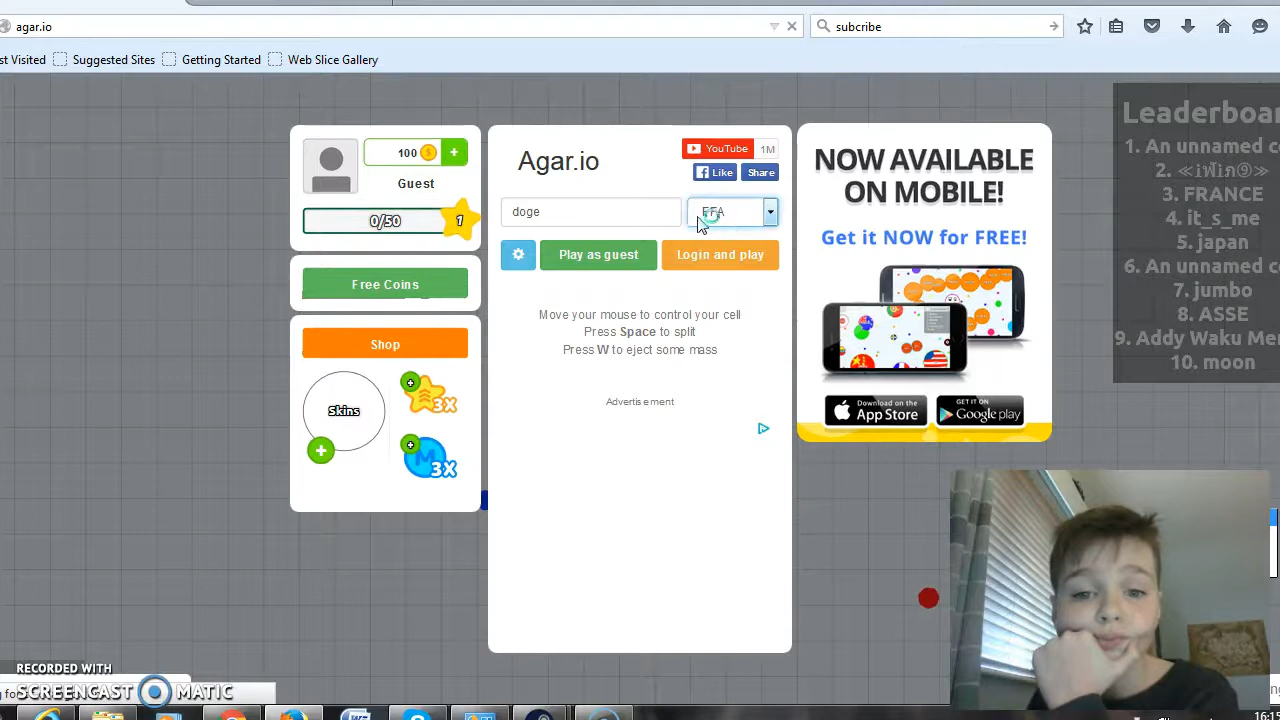 agar.io
subcribe
st Visited
Suggested Sites
Getting Started
Web Slice Gallery
100
Guest
0/50
1
Free Coins
Shop
Skins
3X
M
3X
Agar.io
YouTube
1M
Like
Share
doge
FFA
Play as guest
Login and play
Move your mouse to control your cell
Press Space to split
Press W to eject some mass
Advertisement
NOW AVAILABLE
ON MOBILE!
Get it NOW for FREE!
Download on the
App Store
GET IT ON
Google play
Leaderboar
1. An unnamed c
3. FRANCE
4. it_s_me
5. japan
6. An unnamed c
7. jumbo
8. ASSE
9. Addy Waku Me
10. moon
RECORDED WITH
SCREENCAST MATIC